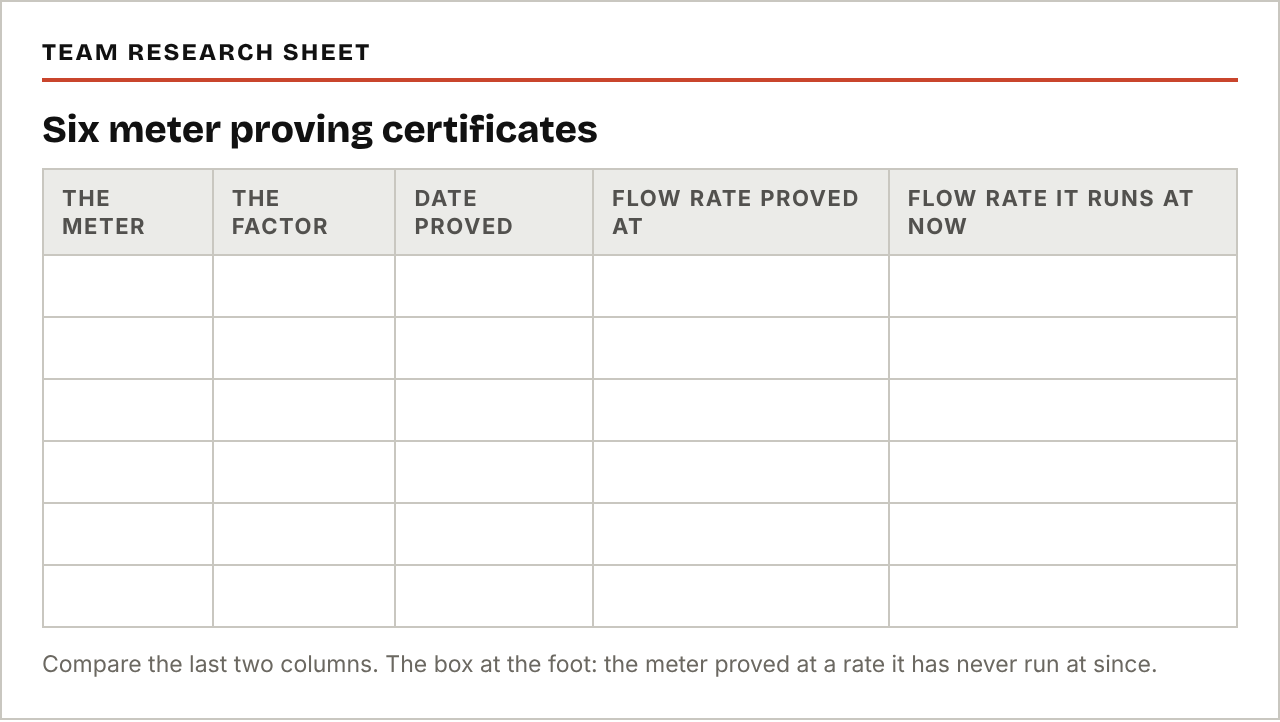 TEAM RESEARCH SHEET
Six meter proving certificates
THE METER
THE FACTOR
DATE PROVED
FLOW RATE PROVED AT
FLOW RATE IT RUNS AT NOW
Compare the last two columns. The box at the foot: the meter proved at a rate it has never run at since.